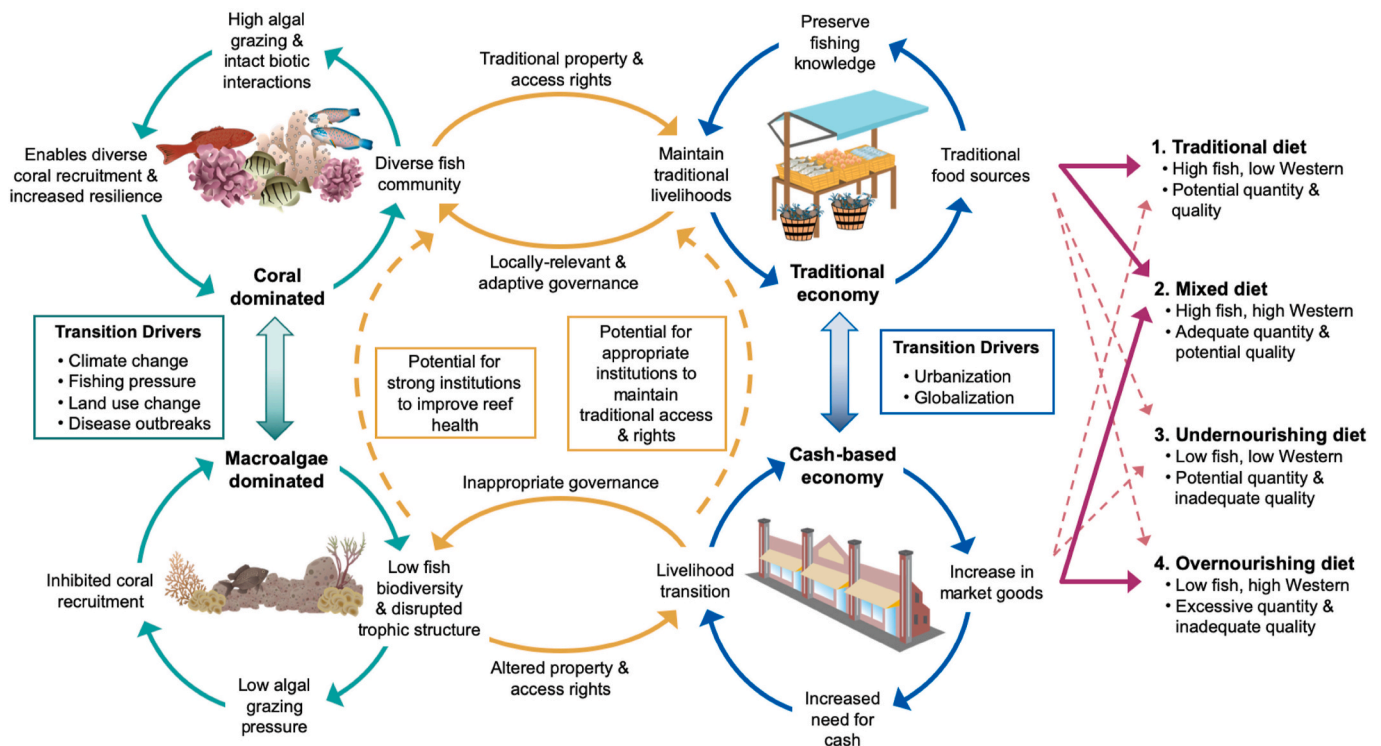 High algal
grazing &
intact biotic
interactions
Enables diverse
coral recruitment &
increased resilience
Diverse fish
community
Coral
dominated
Traditional property &
access rights
Locally-relevant &
adaptive governance
Preserve
fishing
knowledge
Maintain
traditional
livelihoods
Traditional
food sources
Traditional
economy
Transition Drivers
• Climate change
• Fishing pressure
• Land use change
• Disease outbreaks
Potential for
strong institutions
to improve reef
health
Potential for
appropriate
institutions to
maintain
traditional access
& rights
Transition Drivers
• Urbanization
• Globalization
Macroalgae
dominated
Inhibited coral
recruitment
Low fish
biodiversity
& disrupted
trophic structure
Low algal
grazing
pressure
Inappropriate governance
Altered property &
access rights
Cash-based
economy
Livelihood
transition
Increase in
market goods
Increased
need for
cash
1. Traditional diet
• High fish, low Western
• Potential quantity &
quality
2. Mixed diet
• High fish, high Western
• Adequate quantity &
potential quality
3. Undernourishing diet
• Low fish, low Western
• Potential quantity &
inadequate quality
4. Overnourishing diet
• Low fish, high Western
• Excessive quantity &
inadequate quality